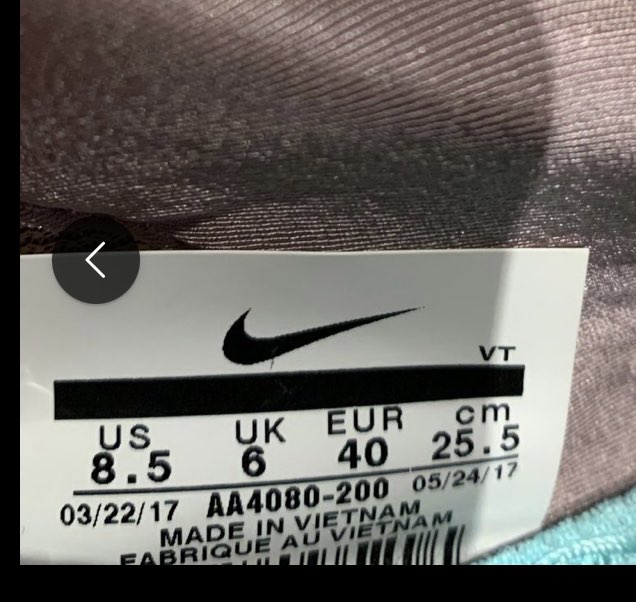 VT
US UK EUR cm
8.5 6 40 25.5
03/22/17 AA4080-200 05/24/17
MADE IN VIETNAM
FABRIQUE AU VIETNAM